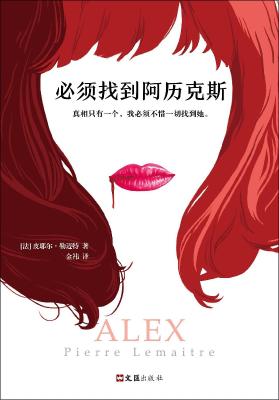 必须找到阿历克斯
真相只有一个，我必须不惜一切找到她。
[法]皮耶尔·勒迈特 著
金祎 译
ALEX
Pierre Lemaitre
文匯出版社